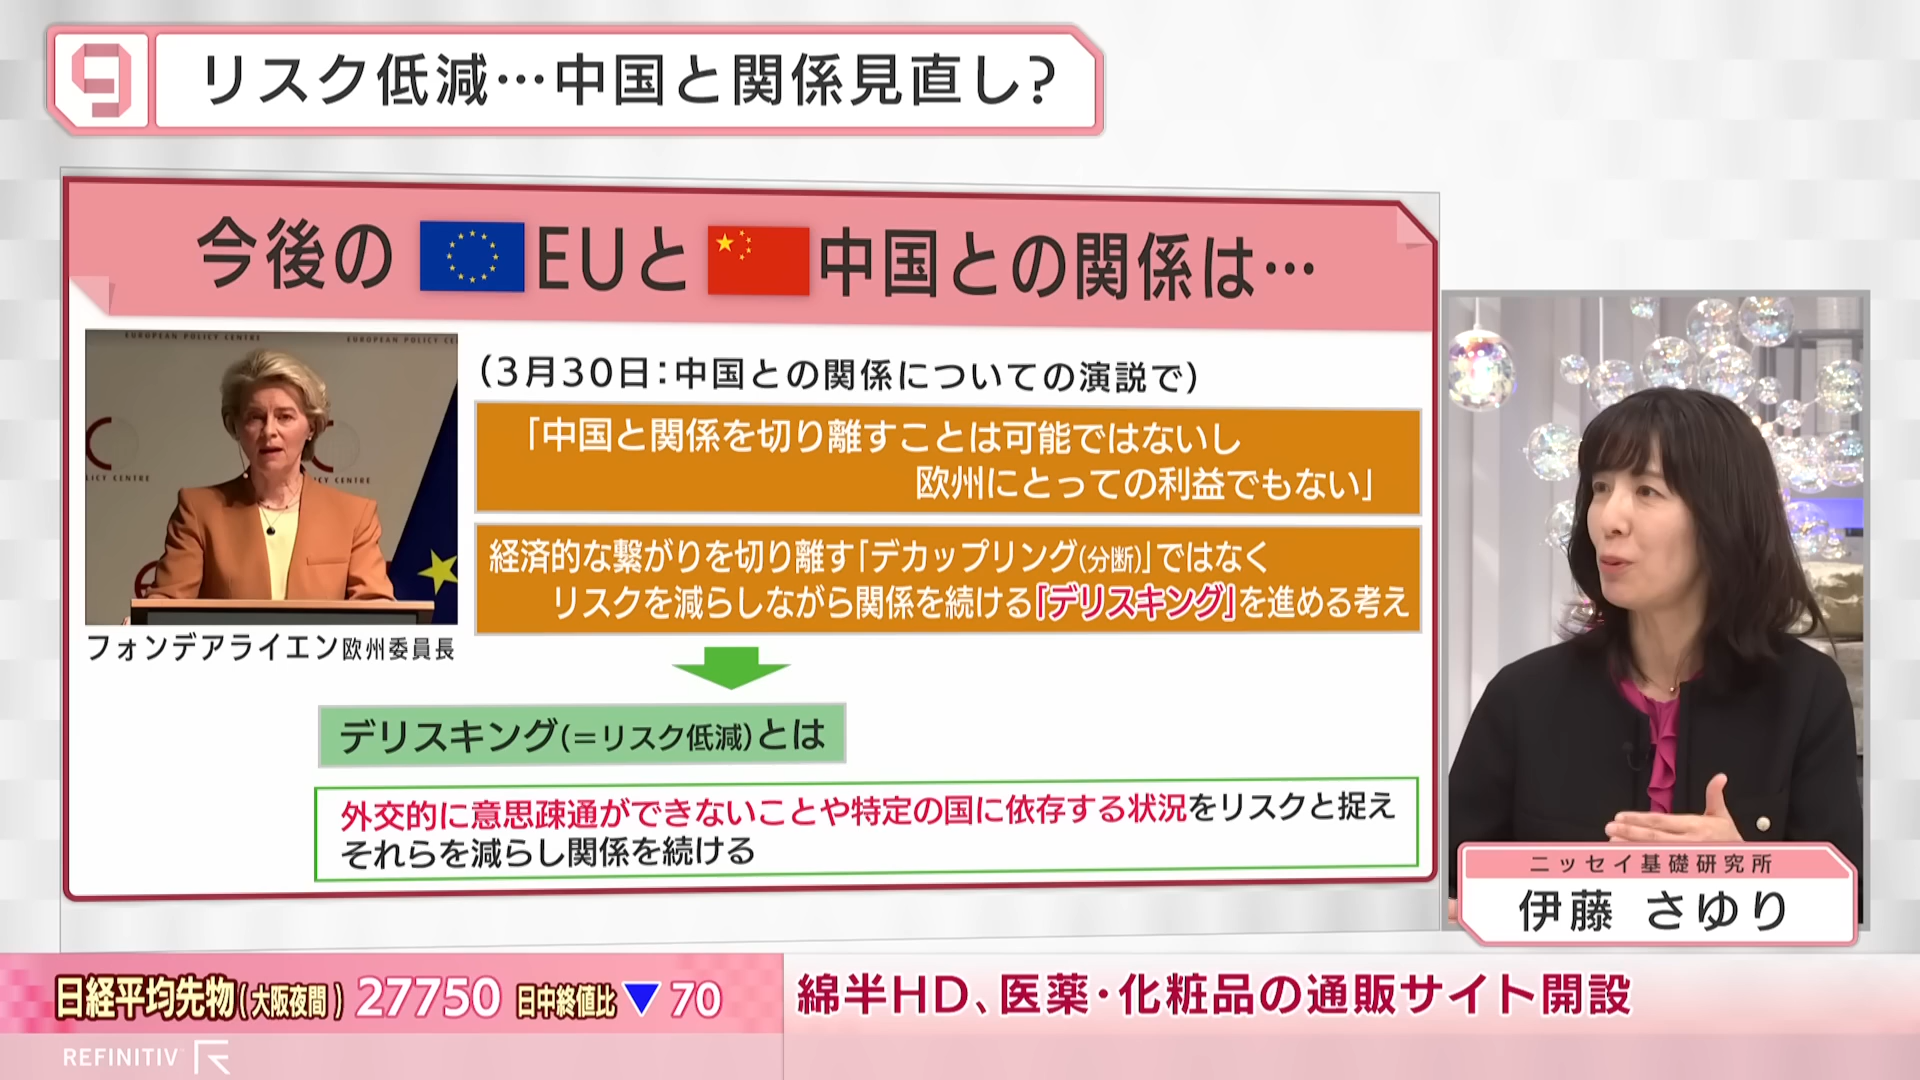 9
リスク低減…中国と関係見直し?
今後の EUと 中国との関係は…
EUROPEAN POLICY CENTRE
EUROPEAN POLICY CE
LICY CENTRE
CY CENTRE
フォンデアライエン欧州委員長
(3月30日:中国との関係についての演説で)
「中国と関係を切り離すことは可能ではないし
欧州にとっての利益でもない」
経済的な繋がりを切り離す「デカップリング(分断)」ではなく
リスクを減らしながら関係を続ける「デリスキング」を進める考え
デリスキング(=リスク低減)とは
外交的に意思疎通ができないことや特定の国に依存する状況をリスクと捉え
それらを減らし関係を続ける
ニッセイ基礎研究所
伊藤 さゆり
日経平均先物(大阪夜間) 27750 日中終値比▼70
綿半HD、医薬・化粧品の通販サイト開設
REFINITIV